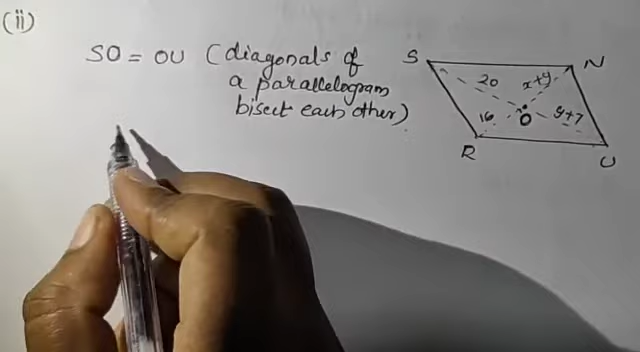 (ii)
SO = OU (diagonals of
a parallelogram
bisect each other)
S
N
20
x+y
16
O
y+7
R
U